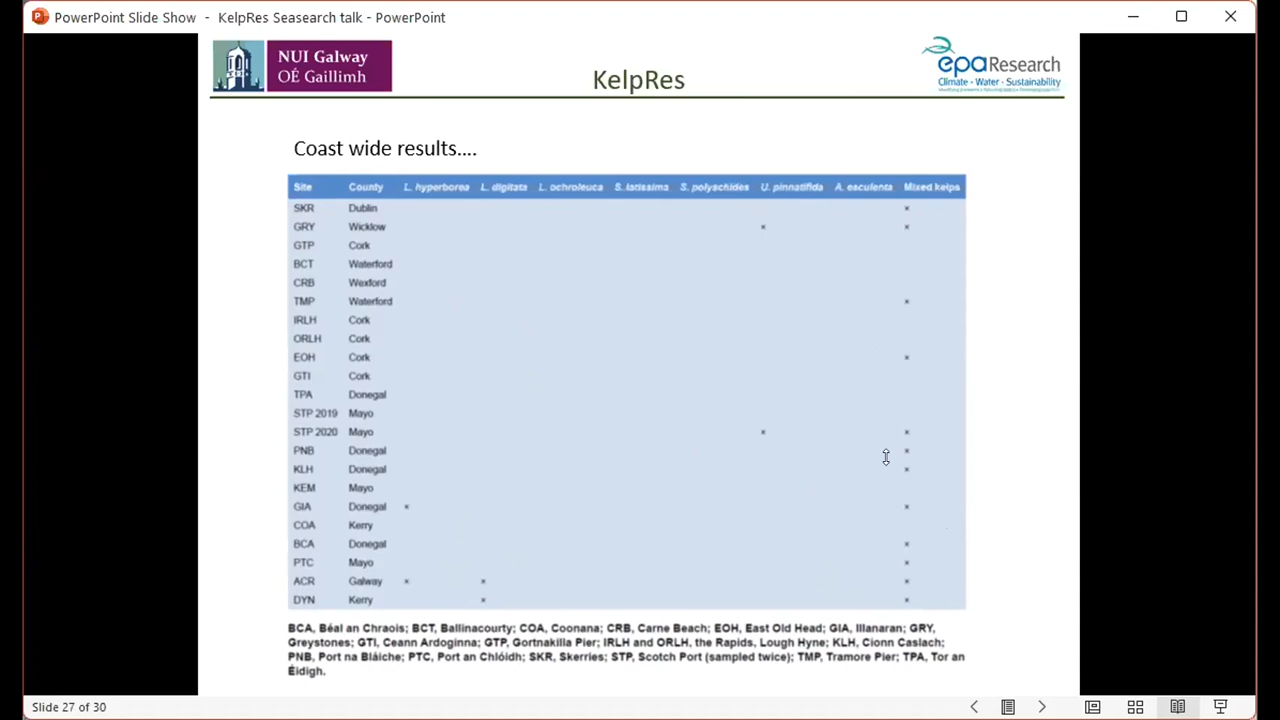 PowerPoint Slide Show - KelpRes Seasearch talk - PowerPoint
NUI Galway
OÉ Gaillimh
KelpRes
epaResearch
Climate - Water - Sustainability
Coast wide results....
Site County L. hyperborea L. digitata L. ochroleuca S. latissima S. polyschides U. pinnatifida A. esculenta Mixed kelps
SKR Dublin ×
GRY Wicklow × ×
GTP Cork
BCT Waterford
CRB Wexford
TMP Waterford ×
IRLH Cork
ORLH Cork
EOH Cork ×
GTI Cork
TPA Donegal
STP 2019 Mayo
STP 2020 Mayo × ×
PNB Donegal ×
KLH Donegal ×
KEM Mayo
GIA Donegal × ×
COA Kerry
BCA Donegal ×
PTC Mayo ×
ACR Galway × × ×
DYN Kerry × ×
BCA, Béal an Chraois; BCT, Ballinacourty; COA, Coonana; CRB, Carne Beach; EOH, East Old Head; GIA, Illanaran; GRY,
Greystones; GTI, Ceann Ardoginna; GTP, Gortnakilla Pier; IRLH and ORLH, the Rapids, Lough Hyne; KLH, Cionn Caslach;
PNB, Port na Bláiche; PTC, Port an Chlóidh; SKR, Skerries; STP, Scotch Port (sampled twice); TMP, Tramore Pier; TPA, Tor an
Éidigh.
Slide 27 of 30